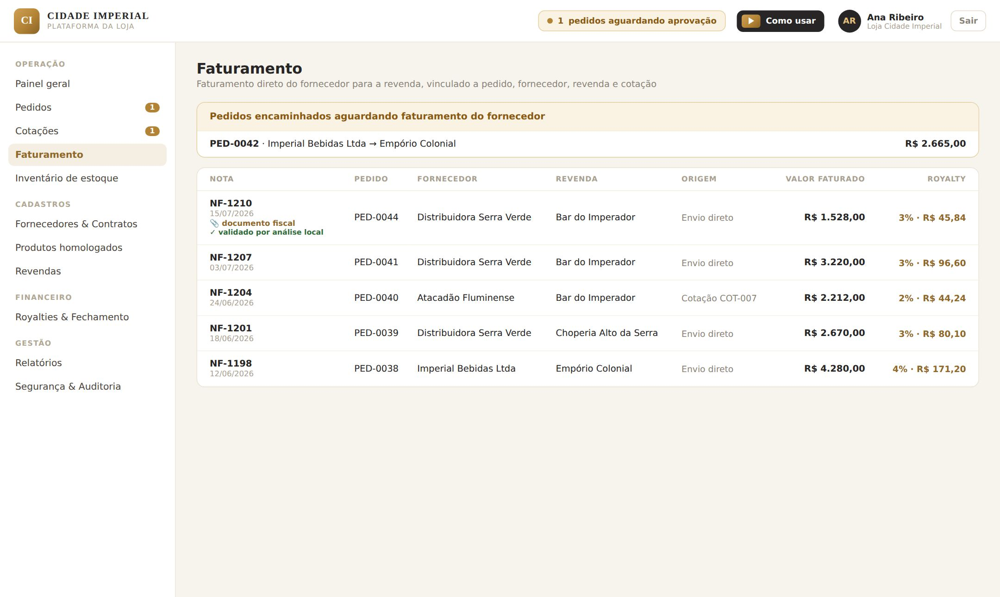 CI
CIDADE IMPERIAL
PLATAFORMA DA LOJA
1 pedidos aguardando aprovação
Como usar
AR
Ana Ribeiro
Loja Cidade Imperial
Sair
OPERAÇÃO
Painel geral
Pedidos 1
Cotações 1
Faturamento
Inventário de estoque
CADASTROS
Fornecedores & Contratos
Produtos homologados
Revendas
FINANCEIRO
Royalties & Fechamento
GESTÃO
Relatórios
Segurança & Auditoria
Faturamento
Faturamento direto do fornecedor para a revenda, vinculado a pedido, fornecedor, revenda e cotação
Pedidos encaminhados aguardando faturamento do fornecedor
PED-0042 · Imperial Bebidas Ltda → Empório Colonial R$ 2.665,00
NOTA PEDIDO FORNECEDOR REVENDA ORIGEM VALOR FATURADO ROYALTY
NF-1210
15/07/2026
📎 documento fiscal
✓ validado por análise local
PED-0044 Distribuidora Serra Verde Bar do Imperador Envio direto R$ 1.528,00 3% · R$ 45,84
NF-1207
03/07/2026
PED-0041 Distribuidora Serra Verde Bar do Imperador Envio direto R$ 3.220,00 3% · R$ 96,60
NF-1204
24/06/2026
PED-0040 Atacadão Fluminense Bar do Imperador Cotação COT-007 R$ 2.212,00 2% · R$ 44,24
NF-1201
18/06/2026
PED-0039 Distribuidora Serra Verde Choperia Alto da Serra Envio direto R$ 2.670,00 3% · R$ 80,10
NF-1198
12/06/2026
PED-0038 Imperial Bebidas Ltda Empório Colonial Envio direto R$ 4.280,00 4% · R$ 171,20